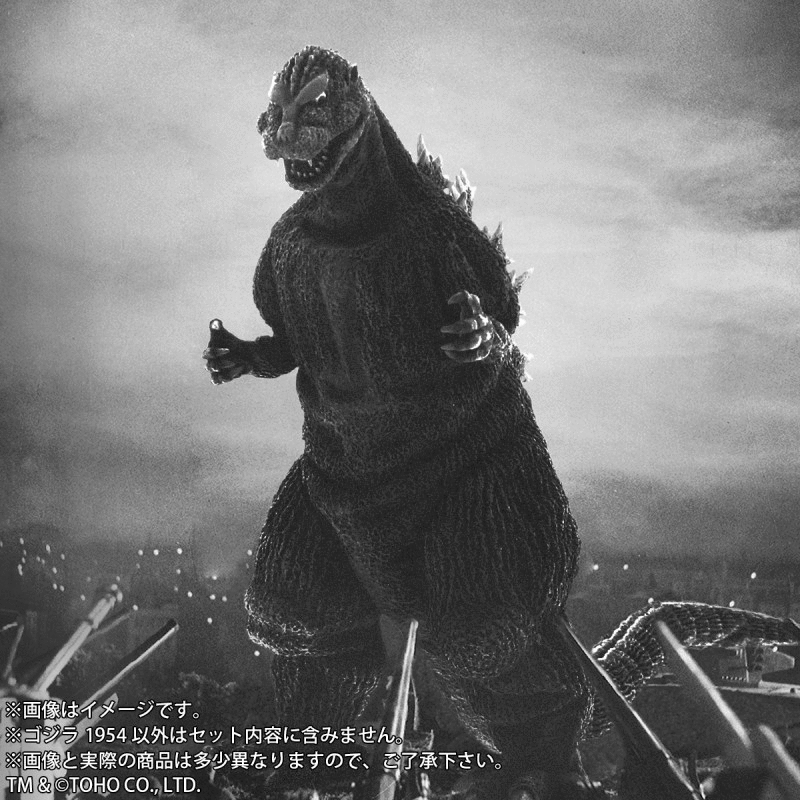 ※画像はイメージです。
※ゴジラ 1954 以外はセット内容に含みません。
※画像と実際の商品は多少異なりますので、ご了承下さい。
TM & ©TOHO CO., LTD.